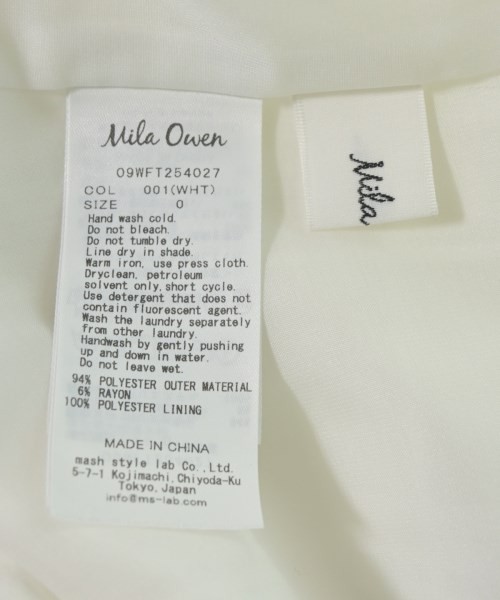 Mila Owen
09WFT254027
COL 001(WHT)
SIZE 0
Hand wash cold.
Do not bleach.
Do not tumble dry.
Line dry in shade.
Warm iron, use press cloth.
Dryclean, petroleum
solvent only, short cycle.
Use detergent that does not
contain fluorescent agent.
Wash the laundry separately
from other laundry.
Handwash by gently pushing
up and down in water.
Do not leave wet.
94% POLYESTER OUTER MATERIAL
6% RAYON
100% POLYESTER LINING
MADE IN CHINA
mash style lab Co.,Ltd.
5-7-1 Kojimachi, Chiyoda-Ku
Tokyo, Japan
info@ms-lab.com
Mila